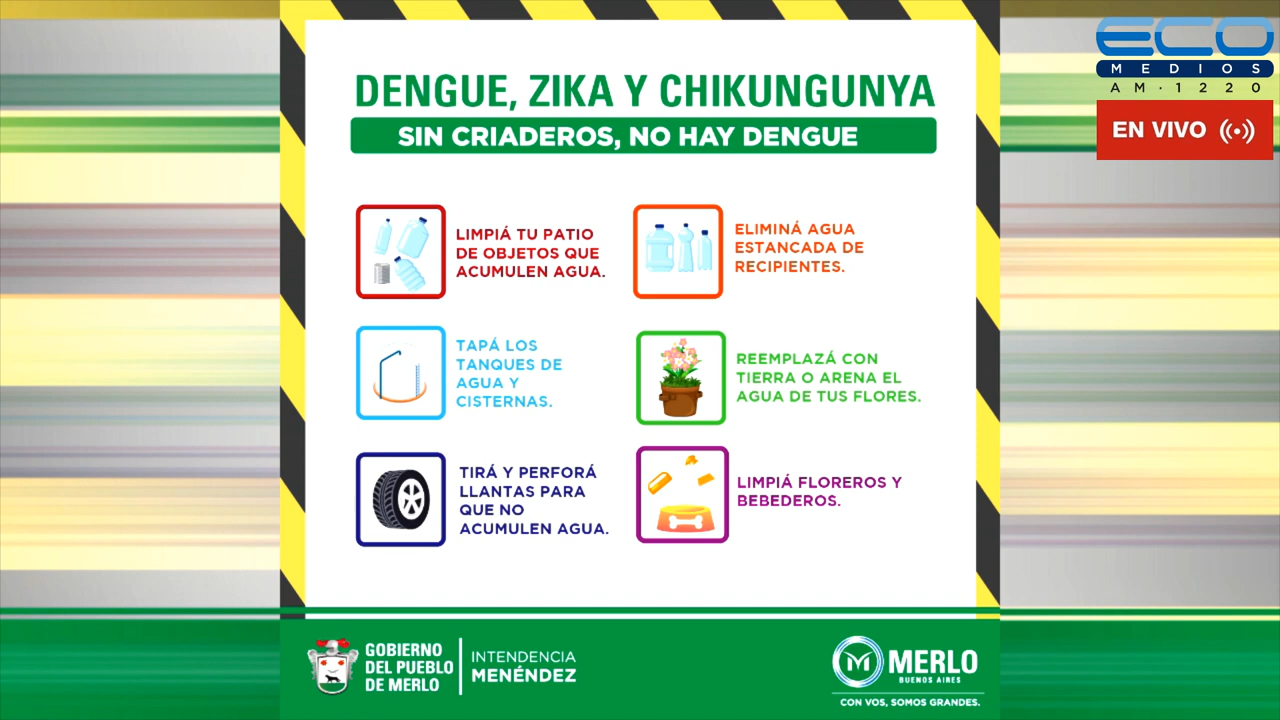 ECO
MEDIOS
AM·1220
EN VIVO
DENGUE, ZIKA Y CHIKUNGUNYA
SIN CRIADEROS, NO HAY DENGUE
LIMPIÁ TU PATIO
DE OBJETOS QUE
ACUMULEN AGUA.
ELIMINÁ AGUA
ESTANCADA DE
RECIPIENTES.
TAPÁ LOS
TANQUES DE
AGUA Y
CISTERNAS.
REEMPLAZÁ CON
TIERRA O ARENA EL
AGUA DE TUS FLORES.
TIRÁ Y PERFORÁ
LLANTAS PARA
QUE NO
ACUMULEN AGUA.
LIMPIÁ FLOREROS Y
BEBEDEROS.
GOBIERNO
DEL PUEBLO
DE MERLO
INTENDENCIA
MENÉNDEZ
MERLO
BUENOS AIRES
CON VOS, SOMOS GRANDES.